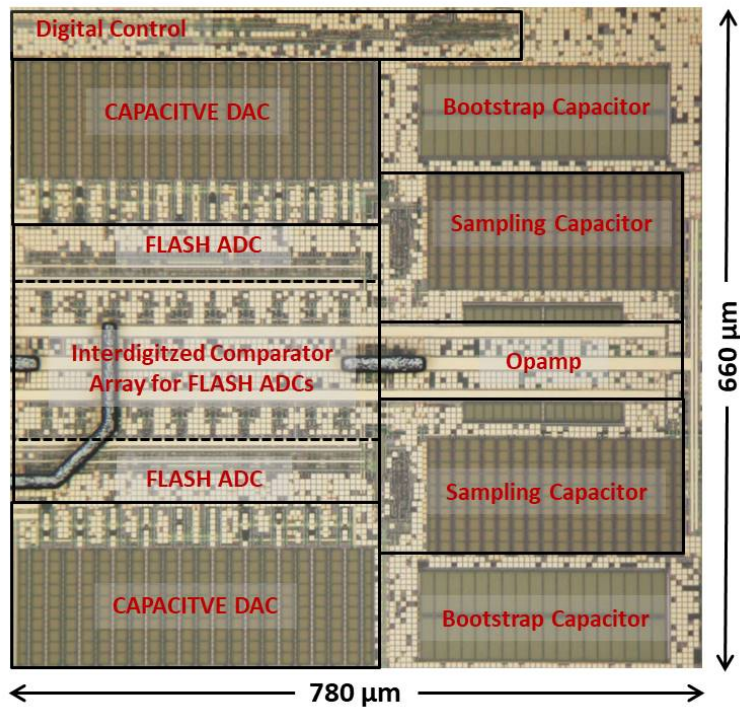 Digital Control
CAPACITVE DAC
Bootstrap Capacitor
FLASH ADC
Sampling Capacitor
Interdigitzed Comparator
Array for FLASH ADCs
Opamp
FLASH ADC
Sampling Capacitor
CAPACITVE DAC
Bootstrap Capacitor
660 µm
780 µm